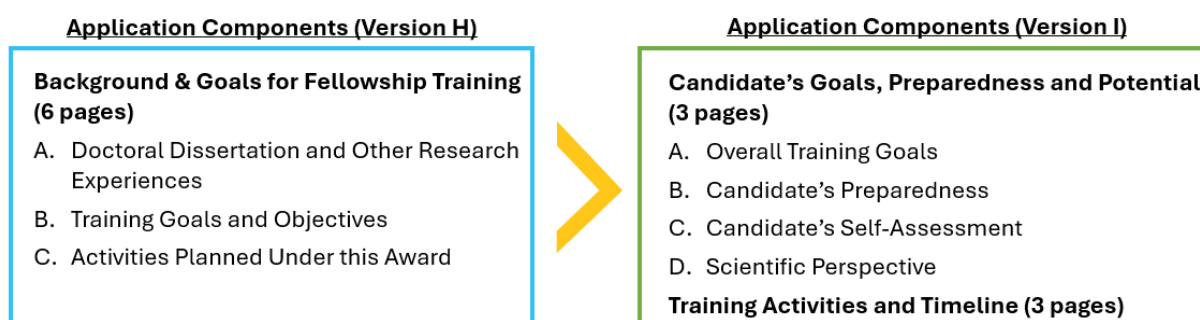 Application Components (Version H)
Background & Goals for Fellowship Training
(6 pages)
A. Doctoral Dissertation and Other Research
Experiences
B. Training Goals and Objectives
C. Activities Planned Under this Award
Application Components (Version I)
Candidate’s Goals, Preparedness and Potential
(3 pages)
A. Overall Training Goals
B. Candidate’s Preparedness
C. Candidate’s Self-Assessment
D. Scientific Perspective
Training Activities and Timeline (3 pages)